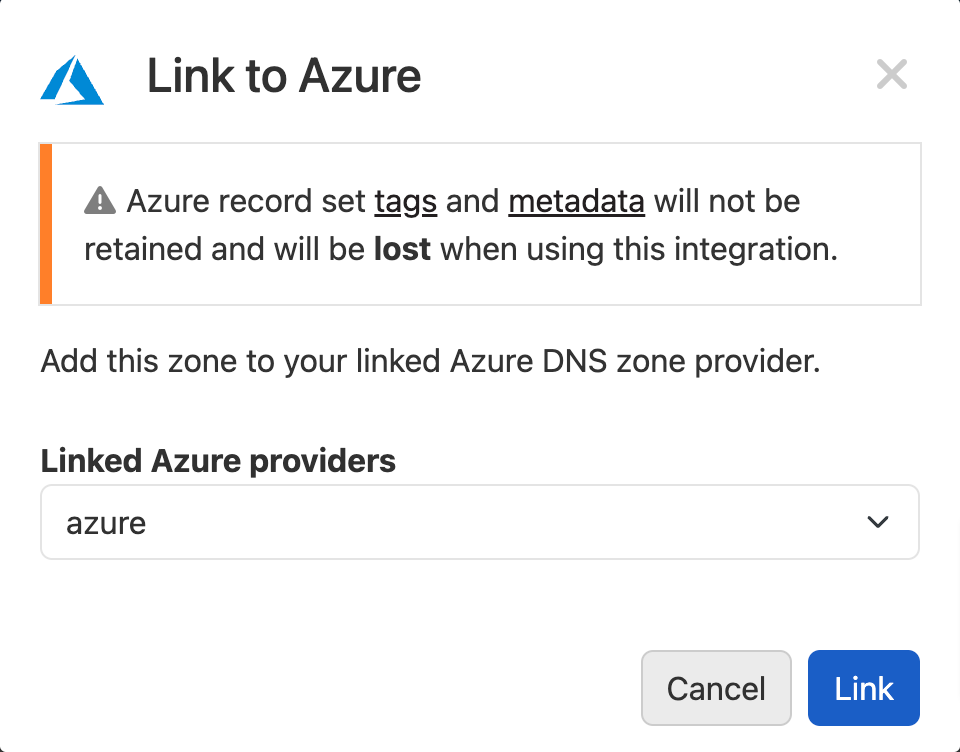 Link to Azure
Azure record set tags and metadata will not be
retained and will be lost when using this integration.
Add this zone to your linked Azure DNS zone provider.
Linked Azure providers
azure
Cancel
Link